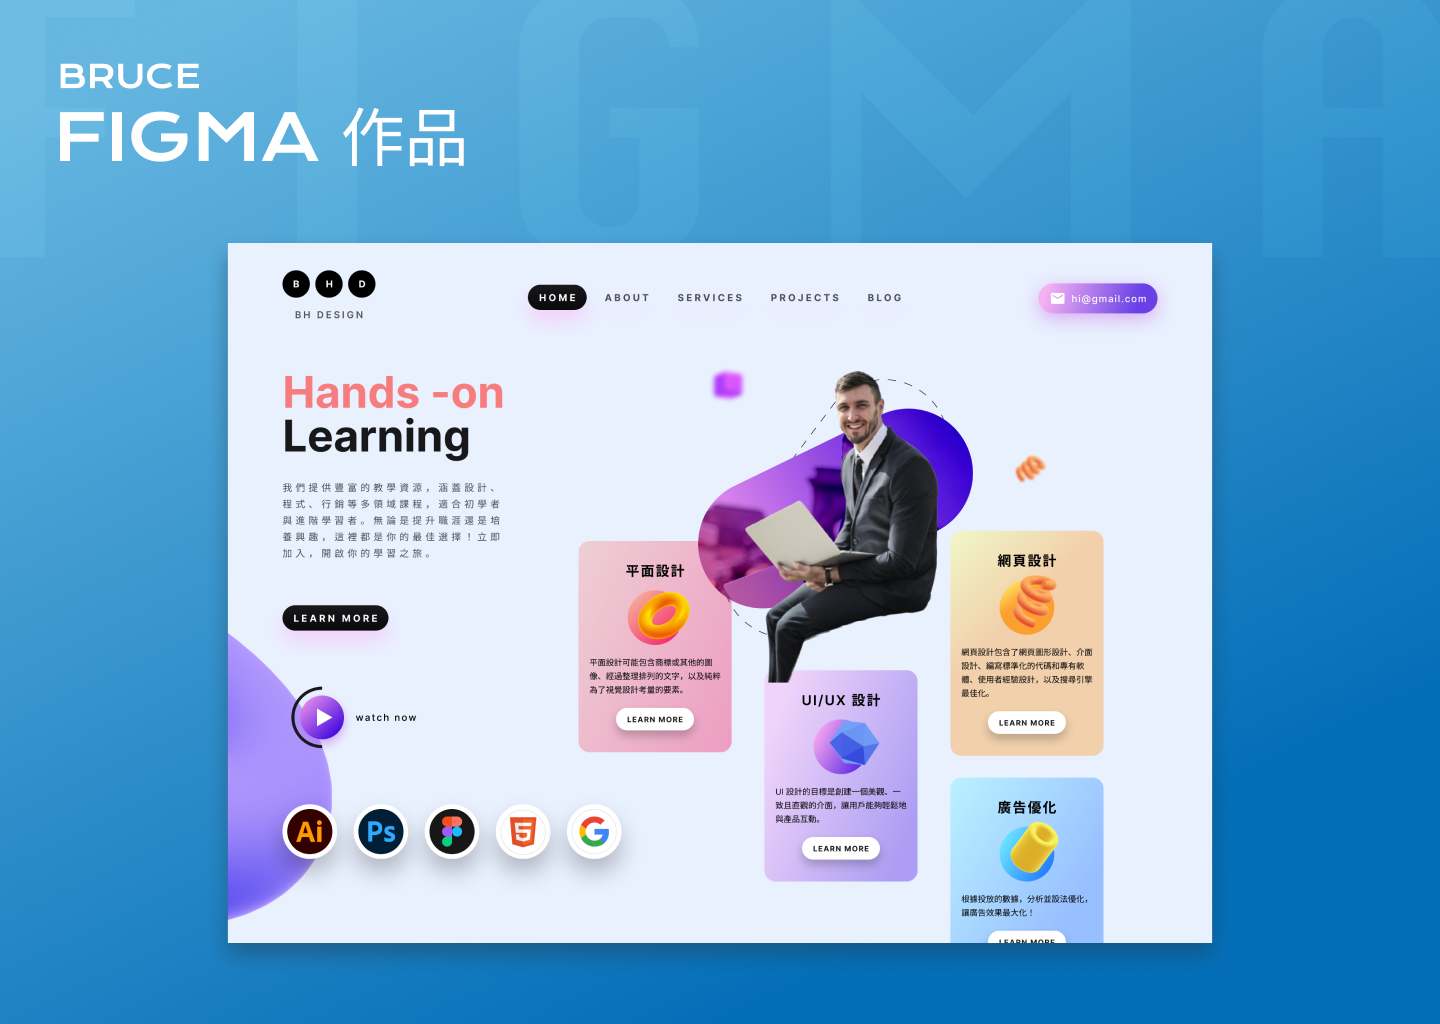 FIGMA
BRUCE
FIGMA 作品
B H D
BH DESIGN
HOME ABOUT SERVICES PROJECTS BLOG
hi@gmail.com
Hands -on
Learning
我們提供豐富的教學資源，涵蓋設計、
程式、行銷等多領域課程，適合初學者
與進階學習者。無論是提升職涯還是培
養興趣，這裡都是你的最佳選擇！立即
加入，開啟你的學習之旅。
LEARN MORE
watch now
Ai Ps 5 G
平面設計
平面設計可能包含商標或其他的圖
像、經過整理排列的文字，以及純粹
為了視覺設計考量的要素。
LEARN MORE
UI/UX 設計
UI 設計的目標是創建一個美觀、一
致且直觀的介面，讓用戶能夠輕鬆地
與產品互動。
LEARN MORE
網頁設計
網頁設計包含了網頁圖形設計、介面
設計、編寫標準化的代碼和專有軟
體、使用者經驗設計，以及搜尋引擎
最佳化。
LEARN MORE
廣告優化
根據投放的數據，分析並設法優化，
讓廣告效果最大化！
LEARN MORE